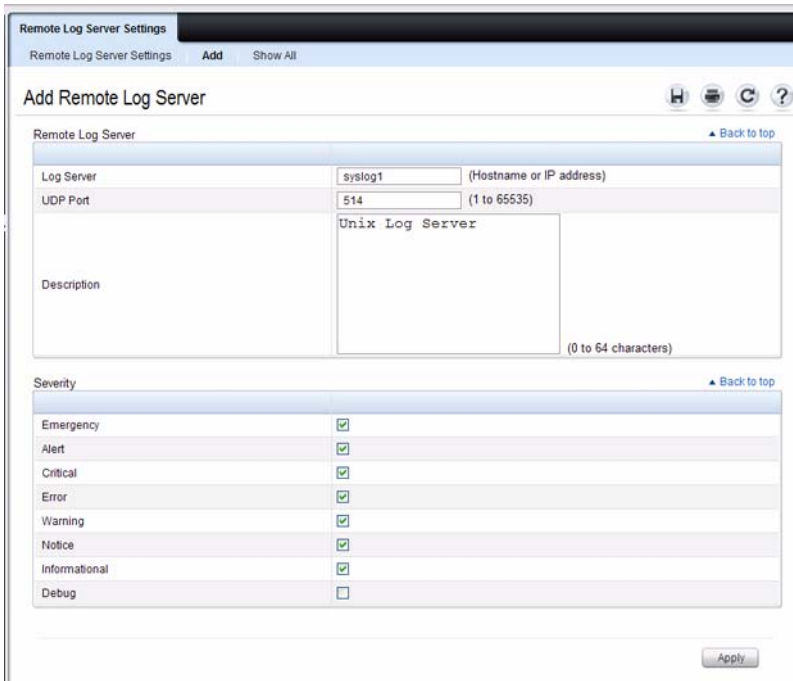 Remote Log Server Settings
Remote Log Server Settings Add Show All
Add Remote Log Server
Remote Log Server ▲ Back to top
Log Server syslog1 (Hostname or IP address)
UDP Port 514 (1 to 65535)
Unix Log Server
Description
(0 to 64 characters)
Severity ▲ Back to top
Emergency
Alert
Critical
Error
Warning
Notice
Informational
Debug
Apply